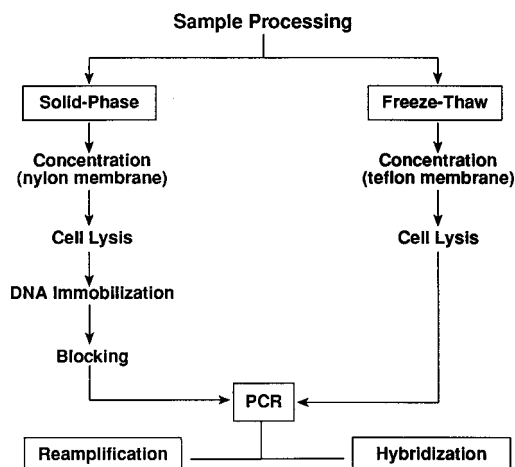 Sample Processing
Solid-Phase
Freeze-Thaw
Concentration
(nylon membrane)
Concentration
(teflon membrane)
Cell Lysis
Cell Lysis
DNA Immobilization
Blocking
PCR
Reamplification
Hybridization